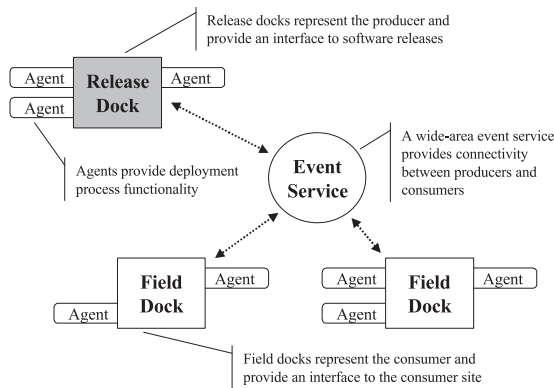 Release docks represent the producer and
provide an interface to software releases
Agent
Release
Dock
Agent
Agent
Agents provide deployment
process functionality
Event
Service
A wide-area event service
provides connectivity
between producers and
consumers
Field
Dock
Agent
Agent
Agent
Field
Dock
Agent
Agent
Field docks represent the consumer and
provide an interface to the consumer site